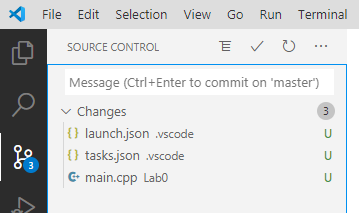 File Edit Selection View Go Run Terminal
SOURCE CONTROL
Message (Ctrl+Enter to commit on 'master')
Changes 3
{ } launch.json .vscode U
{ } tasks.json .vscode U
main.cpp Lab0 U
3